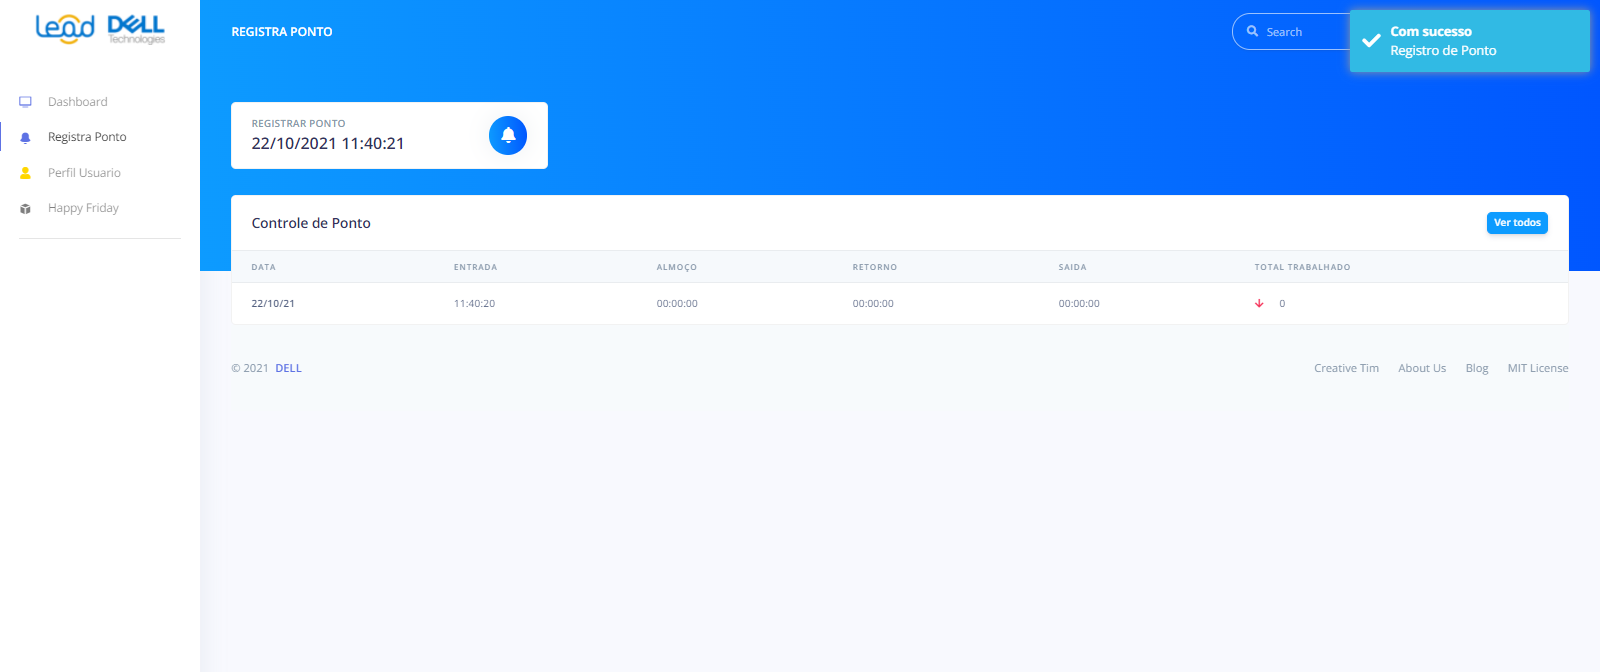 Lead DELL
Technologies
REGISTRA PONTO
Search
Com sucesso
Registro de Ponto
Dashboard
Registra Ponto
Perfil Usuario
Happy Friday
REGISTRAR PONTO
22/10/2021 11:40:21
Controle de Ponto
Ver todos
DATA ENTRADA ALMOÇO RETORNO SAIDA TOTAL TRABALHADO
22/10/21 11:40:20 00:00:00 00:00:00 00:00:00 0
© 2021 DELL
Creative Tim About Us Blog MIT License